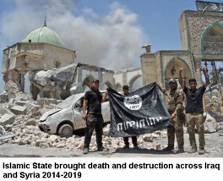 Islamic State brought death and destruction across Iraq
and Syria 2014-2019